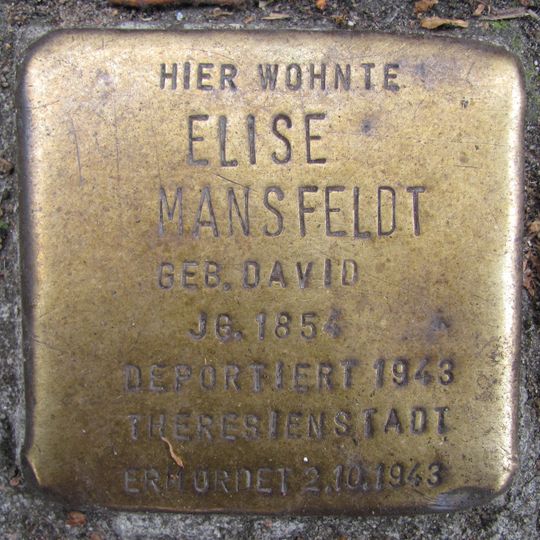 HIER WOHNTE
ELISE
MANSFELDT
GEB. DAVID
JG. 1854
DEPORTIERT 1943
THERESIENSTADT
ERMORDET 2.10.1943